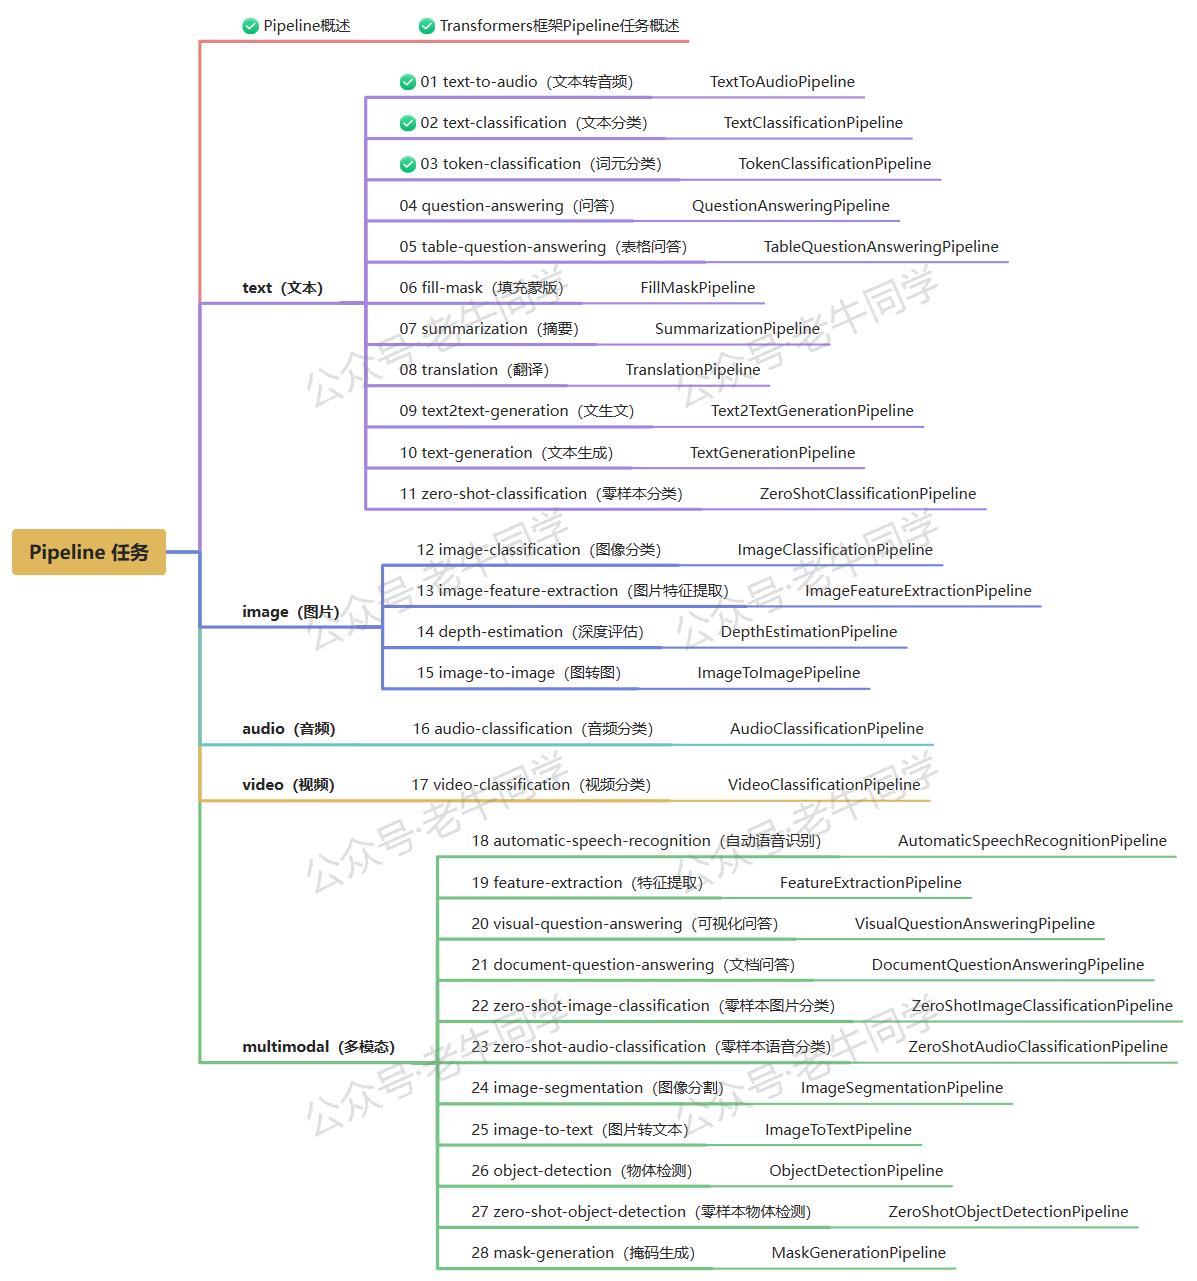 Pipeline概述 Transformers框架Pipeline任务概述
01 text-to-audio（文本转音频） TextToAudioPipeline
02 text-classification（文本分类） TextClassificationPipeline
03 token-classification（词元分类） TokenClassificationPipeline
04 question-answering（问答） QuestionAnsweringPipeline
05 table-question-answering（表格问答） TableQuestionAnsweringPipeline
text（文本） 06 fill-mask（填充蒙版） FillMaskPipeline
07 summarization（摘要） SummarizationPipeline
08 translation（翻译） TranslationPipeline
09 text2text-generation（文生文） Text2TextGenerationPipeline
10 text-generation（文本生成） TextGenerationPipeline
11 zero-shot-classification（零样本分类） ZeroShotClassificationPipeline
Pipeline 任务
12 image-classification（图像分类） ImageClassificationPipeline
13 image-feature-extraction（图片特征提取） ImageFeatureExtractionPipeline
image（图片）
14 depth-estimation（深度评估） DepthEstimationPipeline
15 image-to-image（图转图） ImageToImagePipeline
audio（音频） 16 audio-classification（音频分类） AudioClassificationPipeline
video（视频） 17 video-classification（视频分类） VideoClassificationPipeline
18 automatic-speech-recognition（自动语音识别） AutomaticSpeechRecognitionPipeline
19 feature-extraction（特征提取） FeatureExtractionPipeline
20 visual-question-answering（可视化问答） VisualQuestionAnsweringPipeline
21 document-question-answering（文档问答） DocumentQuestionAnsweringPipeline
22 zero-shot-image-classification（零样本图片分类） ZeroShotImageClassificationPipeline
multimodal（多模态） 23 zero-shot-audio-classification（零样本语音分类） ZeroShotAudioClassificationPipeline
24 image-segmentation（图像分割） ImageSegmentationPipeline
25 image-to-text（图片转文本） ImageToTextPipeline
26 object-detection（物体检测） ObjectDetectionPipeline
27 zero-shot-object-detection（零样本物体检测） ZeroShotObjectDetectionPipeline
28 mask-generation（掩码生成） MaskGenerationPipeline
公众号·老牛同学
公众号·老牛同学
公众号·老牛同学
公众号·老牛同学
公众号·老牛同学
公众号·老牛同学
公众号·老牛同学
公众号·老牛同学